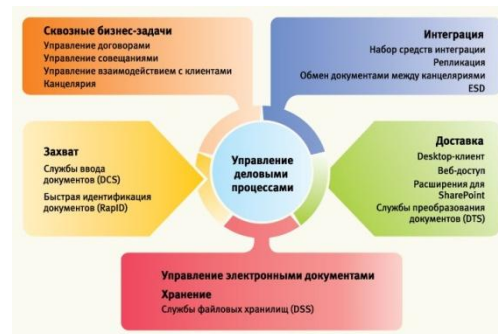 Сквозные бизнес-задачи
Управление договорами
Управление совещаниями
Управление взаимодействием с клиентами
Канцелярия
Интеграция
Набор средств интеграции
Репликация
Обмен документами между канцеляриями
ESD
Захват
Службы ввода
документов (DCS)
Быстрая идентификация
документов (RapID)
Управление
деловыми
процессами
Доставка
Desktop-клиент
Веб-доступ
Расширения для
SharePoint
Службы преобразования
документов (DTS)
Управление электронными документами
Хранение
Службы файловых хранилищ (DSS)